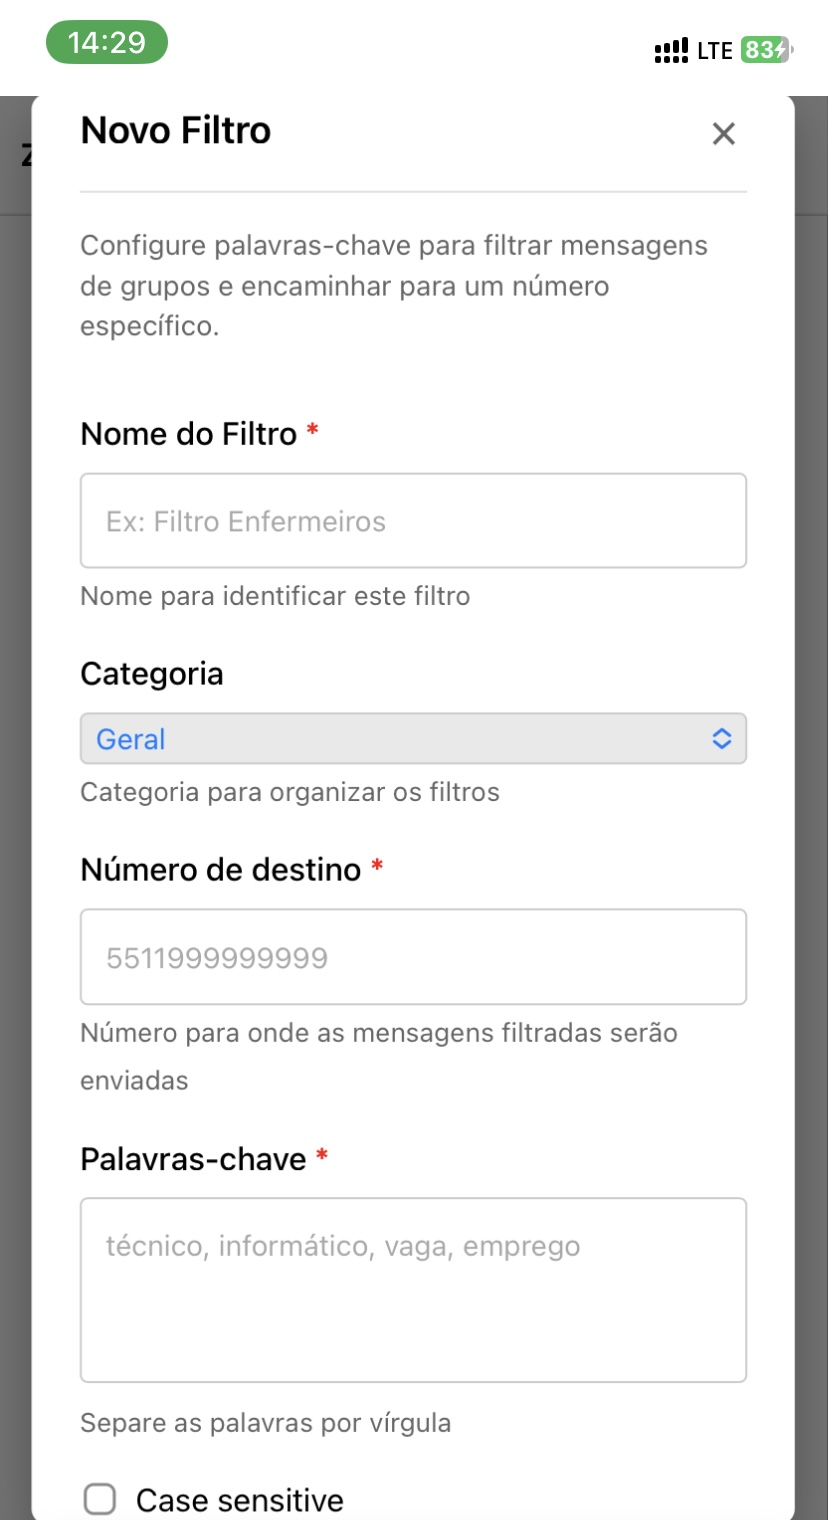 14:29
LTE 83
Novo Filtro
Configure palavras-chave para filtrar mensagens
de grupos e encaminhar para um número
específico.
Nome do Filtro *
Ex: Filtro Enfermeiros
Nome para identificar este filtro
Categoria
Geral
Categoria para organizar os filtros
Número de destino *
5511999999999
Número para onde as mensagens filtradas serão
enviadas
Palavras-chave *
técnico, informático, vaga, emprego
Separe as palavras por vírgula
Case sensitive